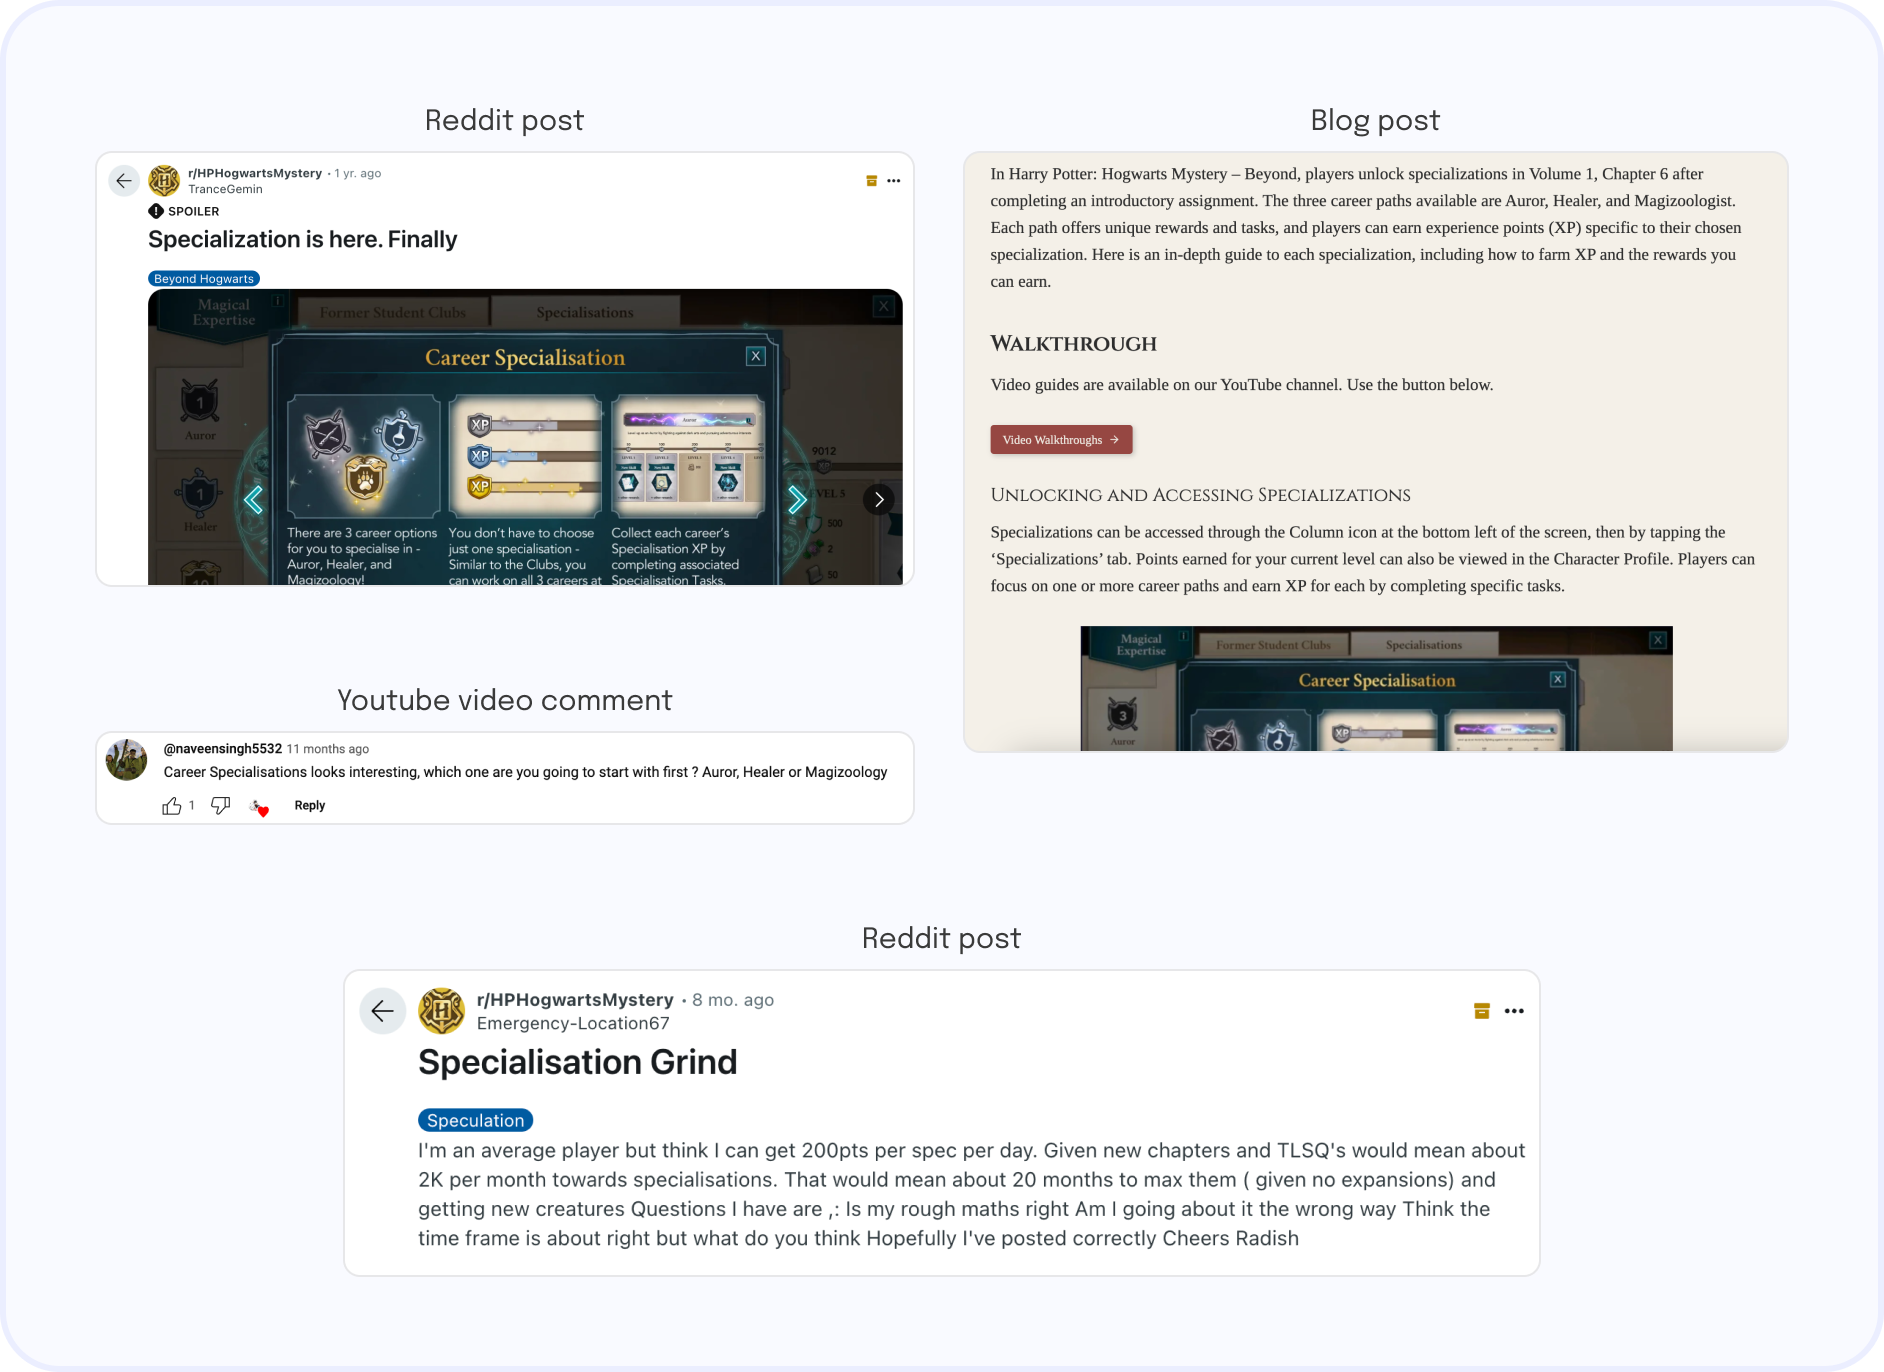 Reddit post
r/HPHogwartsMystery • 1 yr. ago
TranceGemin
SPOILER
Specialization is here. Finally
Beyond Hogwarts
Magical
Expertise
Former Student Clubs
Specialisations
X
Career Specialisation
X
1
Auror
1
Healer
XP
XP
XP
Auror
9012
XP
LEVEL 5
500
2
50
There are 3 career options
for you to specialise in -
Auror, Healer, and
Magizoology!
You don't have to choose
just one specialisation -
Similar to the Clubs, you
can work on all 3 careers at
Collect each career's
Specialisation XP by
completing associated
Specialisation Tasks.
Youtube video comment
@naveensingh5532 11 months ago
Career Specialisations looks interesting, which one are you going to start with first ? Auror, Healer or Magizoology
1
Reply
Blog post
In Harry Potter: Hogwarts Mystery – Beyond, players unlock specializations in Volume 1, Chapter 6 after
completing an introductory assignment. The three career paths available are Auror, Healer, and Magizoologist.
Each path offers unique rewards and tasks, and players can earn experience points (XP) specific to their chosen
specialization. Here is an in-depth guide to each specialization, including how to farm XP and the rewards you
can earn.
Walkthrough
Video guides are available on our YouTube channel. Use the button below.
Video Walkthroughs →
Unlocking and Accessing Specializations
Specializations can be accessed through the Column icon at the bottom left of the screen, then by tapping the
‘Specializations’ tab. Points earned for your current level can also be viewed in the Character Profile. Players can
focus on one or more career paths and earn XP for each by completing specific tasks.
Magical
Expertise
Former Student Clubs
Specialisations
X
Career Specialisation
X
3
Auror
XP
Reddit post
r/HPHogwartsMystery • 8 mo. ago
Emergency-Location67
Specialisation Grind
Speculation
I'm an average player but think I can get 200pts per spec per day. Given new chapters and TLSQ's would mean about
2K per month towards specialisations. That would mean about 20 months to max them ( given no expansions) and
getting new creatures Questions I have are ,: Is my rough maths right Am I going about it the wrong way Think the
time frame is about right but what do you think Hopefully I've posted correctly Cheers Radish